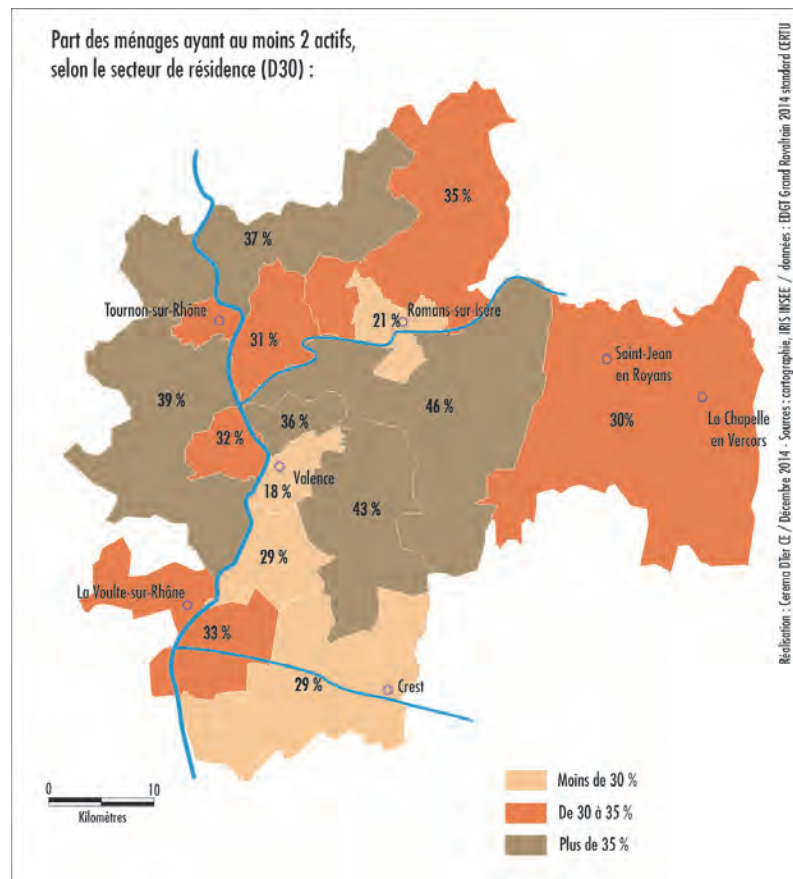 Part des ménages ayant au moins 2 actifs,
selon le secteur de résidence (D30) :
35 %
37 %
Tournon-sur-Rhône
31 %
21 %
Romans-sur-Isère
Saint-Jean
en Royans
39 %
36 %
46 %
30%
La Chapelle
en Vercors
32 %
Valence
18 %
43 %
29 %
La Voulte-sur-Rhône
33 %
29 %
Crest
0
10
Kilomètres
Moins de 30 %
De 30 à 35 %
Plus de 35 %
Réalisation : Cerema DTer CE / Décembre 2014 - Sources : cartographie, IRIS INSEE / données : EDGT Grand Rovaltain 2014 standard CERTU